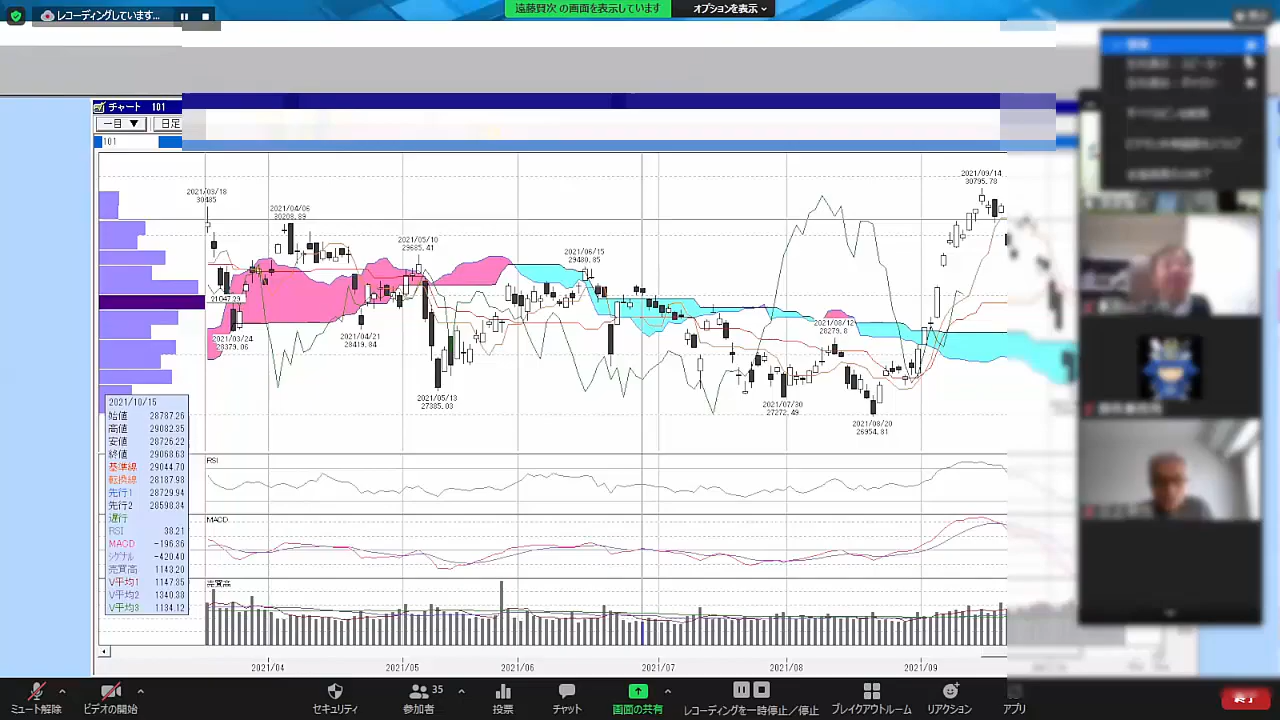 レコーディングしています...
遠藤賢次 の画面を表示しています
オプションを表示
チャート 101
一目 ▼
日足
101
2021/03/18
30485
2021/04/06
30208.89
2021/05/10
29685.41
2021/06/15
29480.85
2021/09/14
30795.78
21047.29
2021/03/24
28379.06
2021/04/21
28419.84
2021/08/12
28279.8
2021/05/13
27385.03
2021/07/30
27272.49
2021/08/20
26954.81
2021/10/15
始値 28787.26
高値 29082.35
安値 28726.22
終値 29068.63
基準線 29044.70
転換線 28187.98
先行1 28729.94
先行2 28598.34
遅行
RSI 38.21
MACD -196.36
シグナル -420.40
売買高 1143.20
V平均1 1147.35
V平均2 1340.38
V平均3 1134.12
RSI
MACD
売買高
2021/04
2021/05
2021/06
2021/07
2021/08
2021/09
ミュート解除
ビデオの開始
セキュリティ
参加者
35
投票
チャット
画面の共有
レコーディングを一時停止/停止
ブレイクアウトルーム
リアクション
アプリ
終了